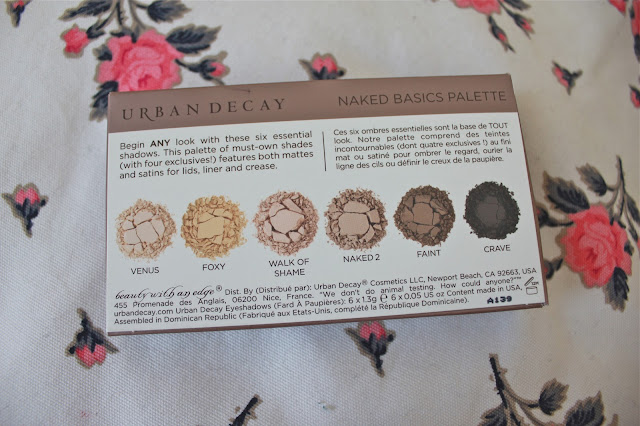 URBAN DECAY
NAKED BASICS PALETTE
Begin ANY look with these six essential
shadows. This palette of must-own shades
(with four exclusives!) features both mattes
and satins for lids, liner and crease.
Ces six ombres essentielles sont la base de TOUT
look. Notre palette comprend des teintes
incontournables (dont quatre exclusives !) au fini
mat ou satiné pour ombrer le regard, ourler la
ligne des cils ou définir le creux de la paupière.
VENUS
FOXY
WALK OF
SHAME
NAKED 2
FAINT
CRAVE
beauty with an edge® Dist. By (Distribué par): Urban Decay® Cosmetics LLC, Newport Beach, CA 92663, USA
455 Promenade des Anglais, 06200 Nice, France. "We don't do animal testing. How could anyone?"™
urbandecay.com Urban Decay Eyeshadows (Fard À Paupières); 6 x 1.3g ℮ 6 x 0.05 US oz Content made in USA.
Assembled in Dominican Republic (Fabriqué aux Etats-Unis, complété la République Dominicaine).
A139